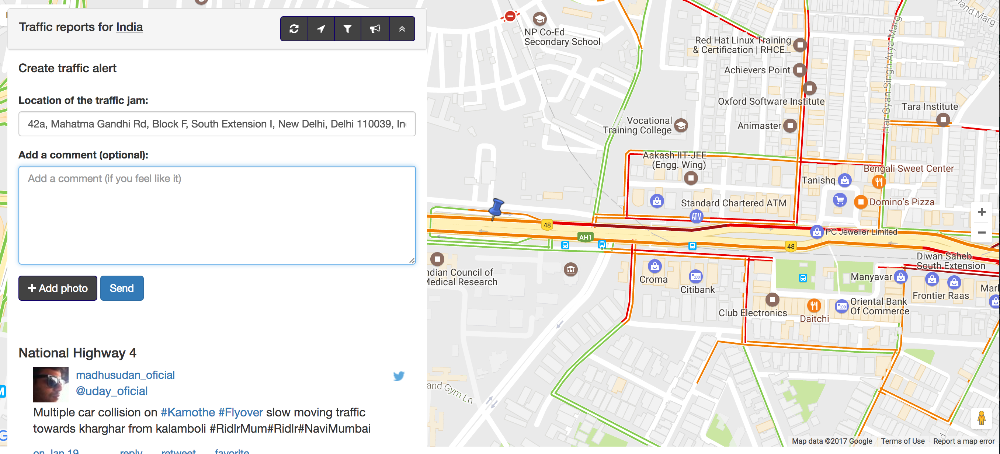 Traffic reports for India
Create traffic alert
Location of the traffic jam:
42a, Mahatma Gandhi Rd, Block F, South Extension I, New Delhi, Delhi 110039, In
Add a comment (optional):
Add a comment (if you feel like it)
+ Add photo
Send
National Highway 4
madhusudan_oficial
@uday_oficial
Multiple car collision on #Kamothe #Flyover slow moving traffic
towards kharghar from kalamboli #RidlrMum#Ridlr#NaviMumbai
on Jan 19
reply
retweet
favorite
NP Co-Ed
Secondary School
Red Hat Linux Training
& Certification | RHCE...
Achievers Point
Oxford Software Institute
Har Gyan Singh Arya Marg
hand Marg
Tara Institute
Vocational
Training College
Animaster
Aakash IIT-JEE
(Engg. Wing)
Bengali Sweet Center
Tanishq
Standard Chartered ATM
ATM
Domino's Pizza
48
AH1
PC Jeweller Limited
48
Diwan Saheb
South Extension
ndian Council of
Medical Research
Croma
100
Citibank
Manyavar
Frontier Raas
Mark
Club Electronics
Daitchi
100
Oriental Bank
Of Commerce
and Gym Ln
M
G
Map data ©2017 Google
Terms of Use
Report a map error